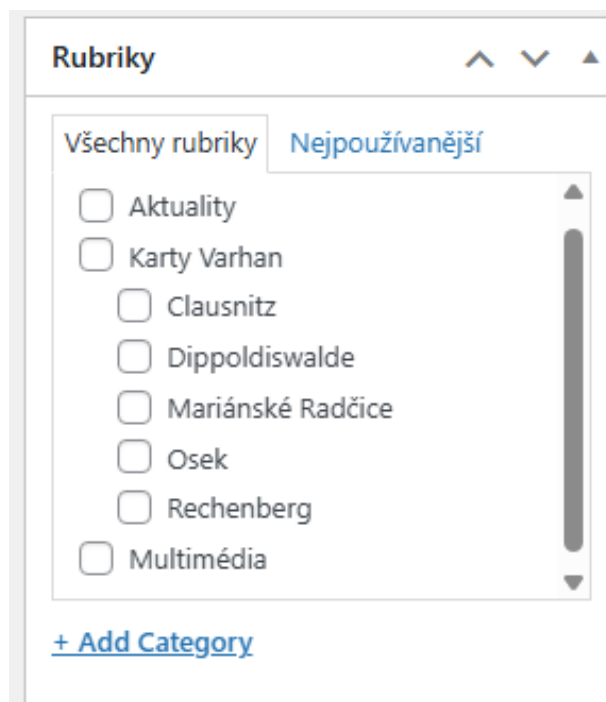 Rubriky
Všechny rubriky Nejpoužívanější
Aktuality
Karty Varhan
Clausnitz
Dippoldiswalde
Mariánské Radčice
Osek
Rechenberg
Multimédia
+ Add Category